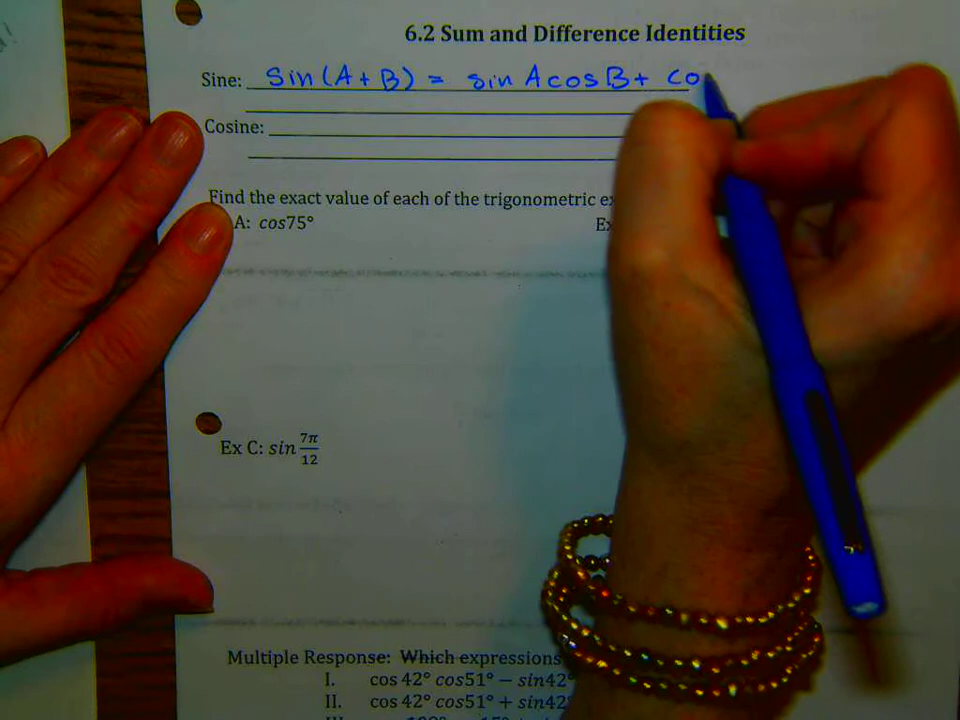 6.2 Sum and Difference Identities
Sine: Sin(A+B) = sin A cos B + co
Cosine:
Find the exact value of each of the trigonometric
A: cos75°
Ex C: sin 7π/12
Multiple Response: Which expressions
I. cos 42° cos51° − sin42°
II. cos 42° cos51° + sin42°